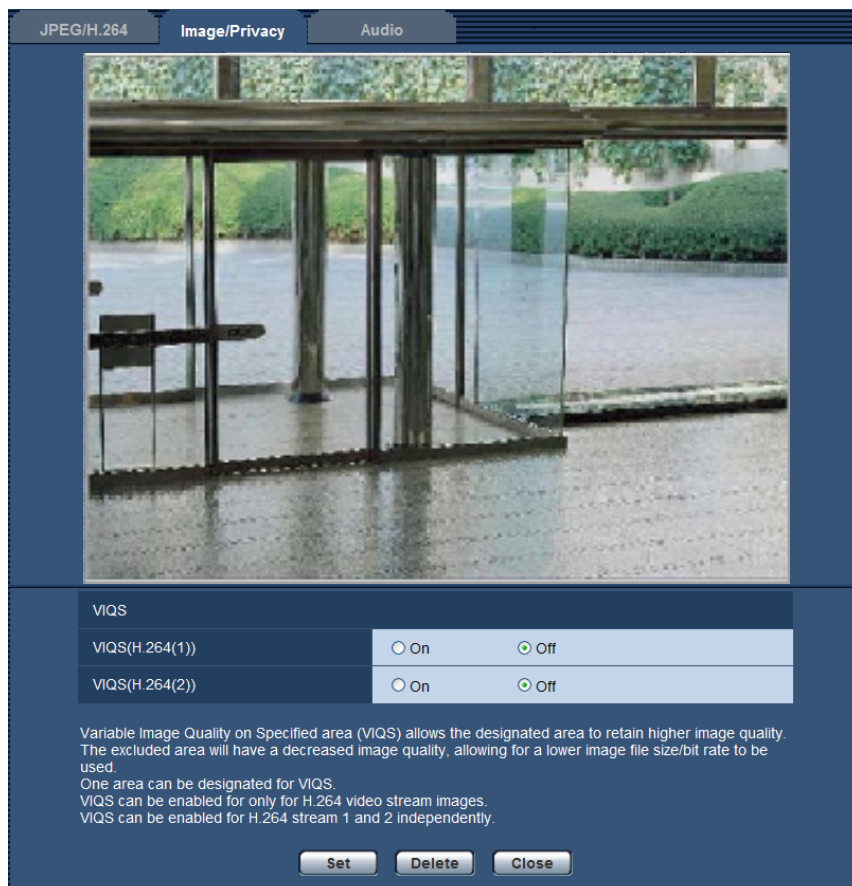 JPEG/H.264 Image/Privacy Audio
VIQS
VIQS(H.264(1)) On Off
VIQS(H.264(2)) On Off
Variable Image Quality on Specified area (VIQS) allows the designated area to retain higher image quality.
The excluded area will have a decreased image quality, allowing for a lower image file size/bit rate to be
used.
One area can be designated for VIQS.
VIQS can be enabled for only for H.264 video stream images.
VIQS can be enabled for H.264 stream 1 and 2 independently.
Set Delete Close